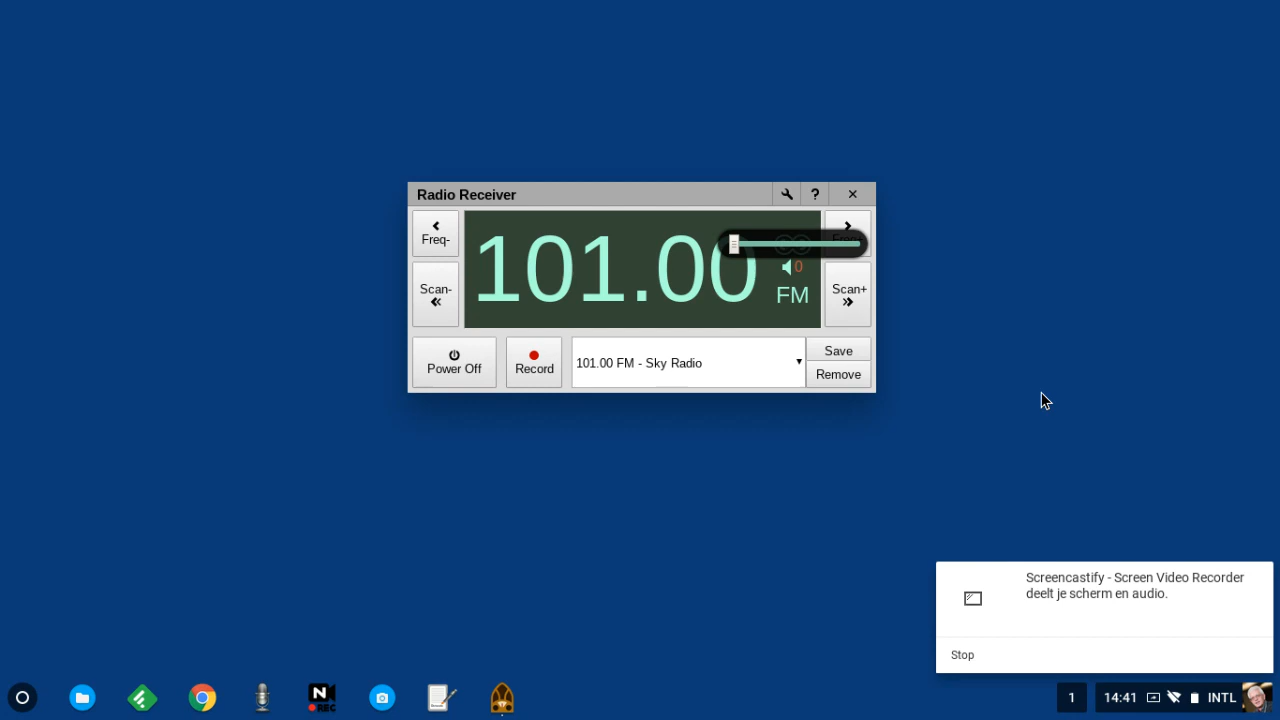 Radio Receiver
?
Freq-
101.00
0
Scan-
FM
Scan+
Power Off
Record
101.00 FM - Sky Radio
Save
Remove
Screencastify - Screen Video Recorder
deelt je scherm en audio.
Stop
N
REC
1
14:41
INTL